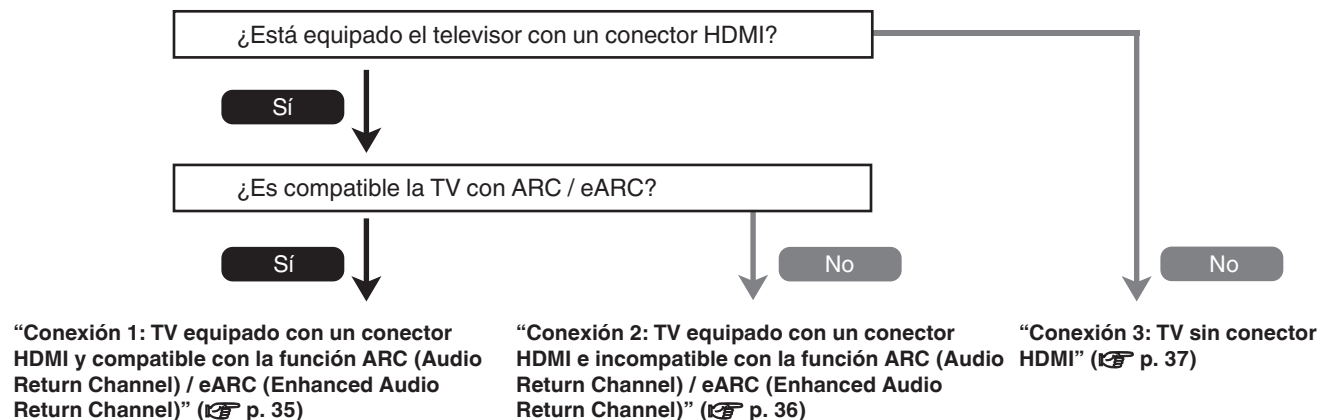 ¿Está equipado el televisor con un conector HDMI?
Sí
¿Es compatible la TV con ARC / eARC?
Sí
No
No
“Conexión 1: TV equipado con un conector
HDMI y compatible con la función ARC (Audio
Return Channel) / eARC (Enhanced Audio
Return Channel)” (☞ p. 35)
“Conexión 2: TV equipado con un conector
HDMI e incompatible con la función ARC (Audio
Return Channel) / eARC (Enhanced Audio
Return Channel)” (☞ p. 36)
“Conexión 3: TV sin conector
HDMI” (☞ p. 37)